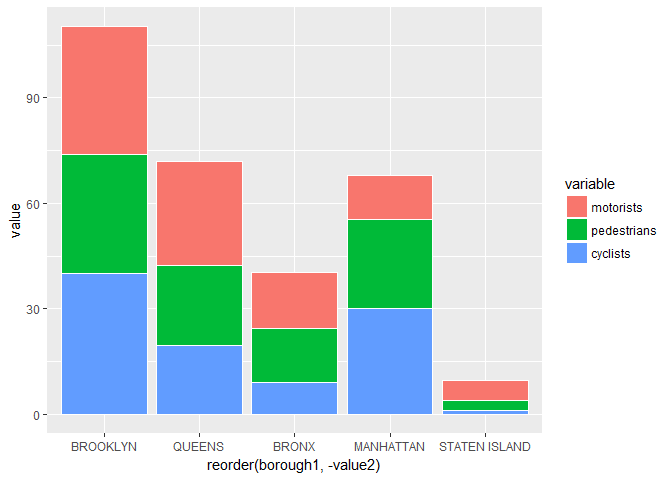 90
60
30
0
value
BROOKLYN QUEENS BRONX MANHATTAN STATEN ISLAND
reorder(borough1, -value2)
variable
motorists
pedestrians
cyclists